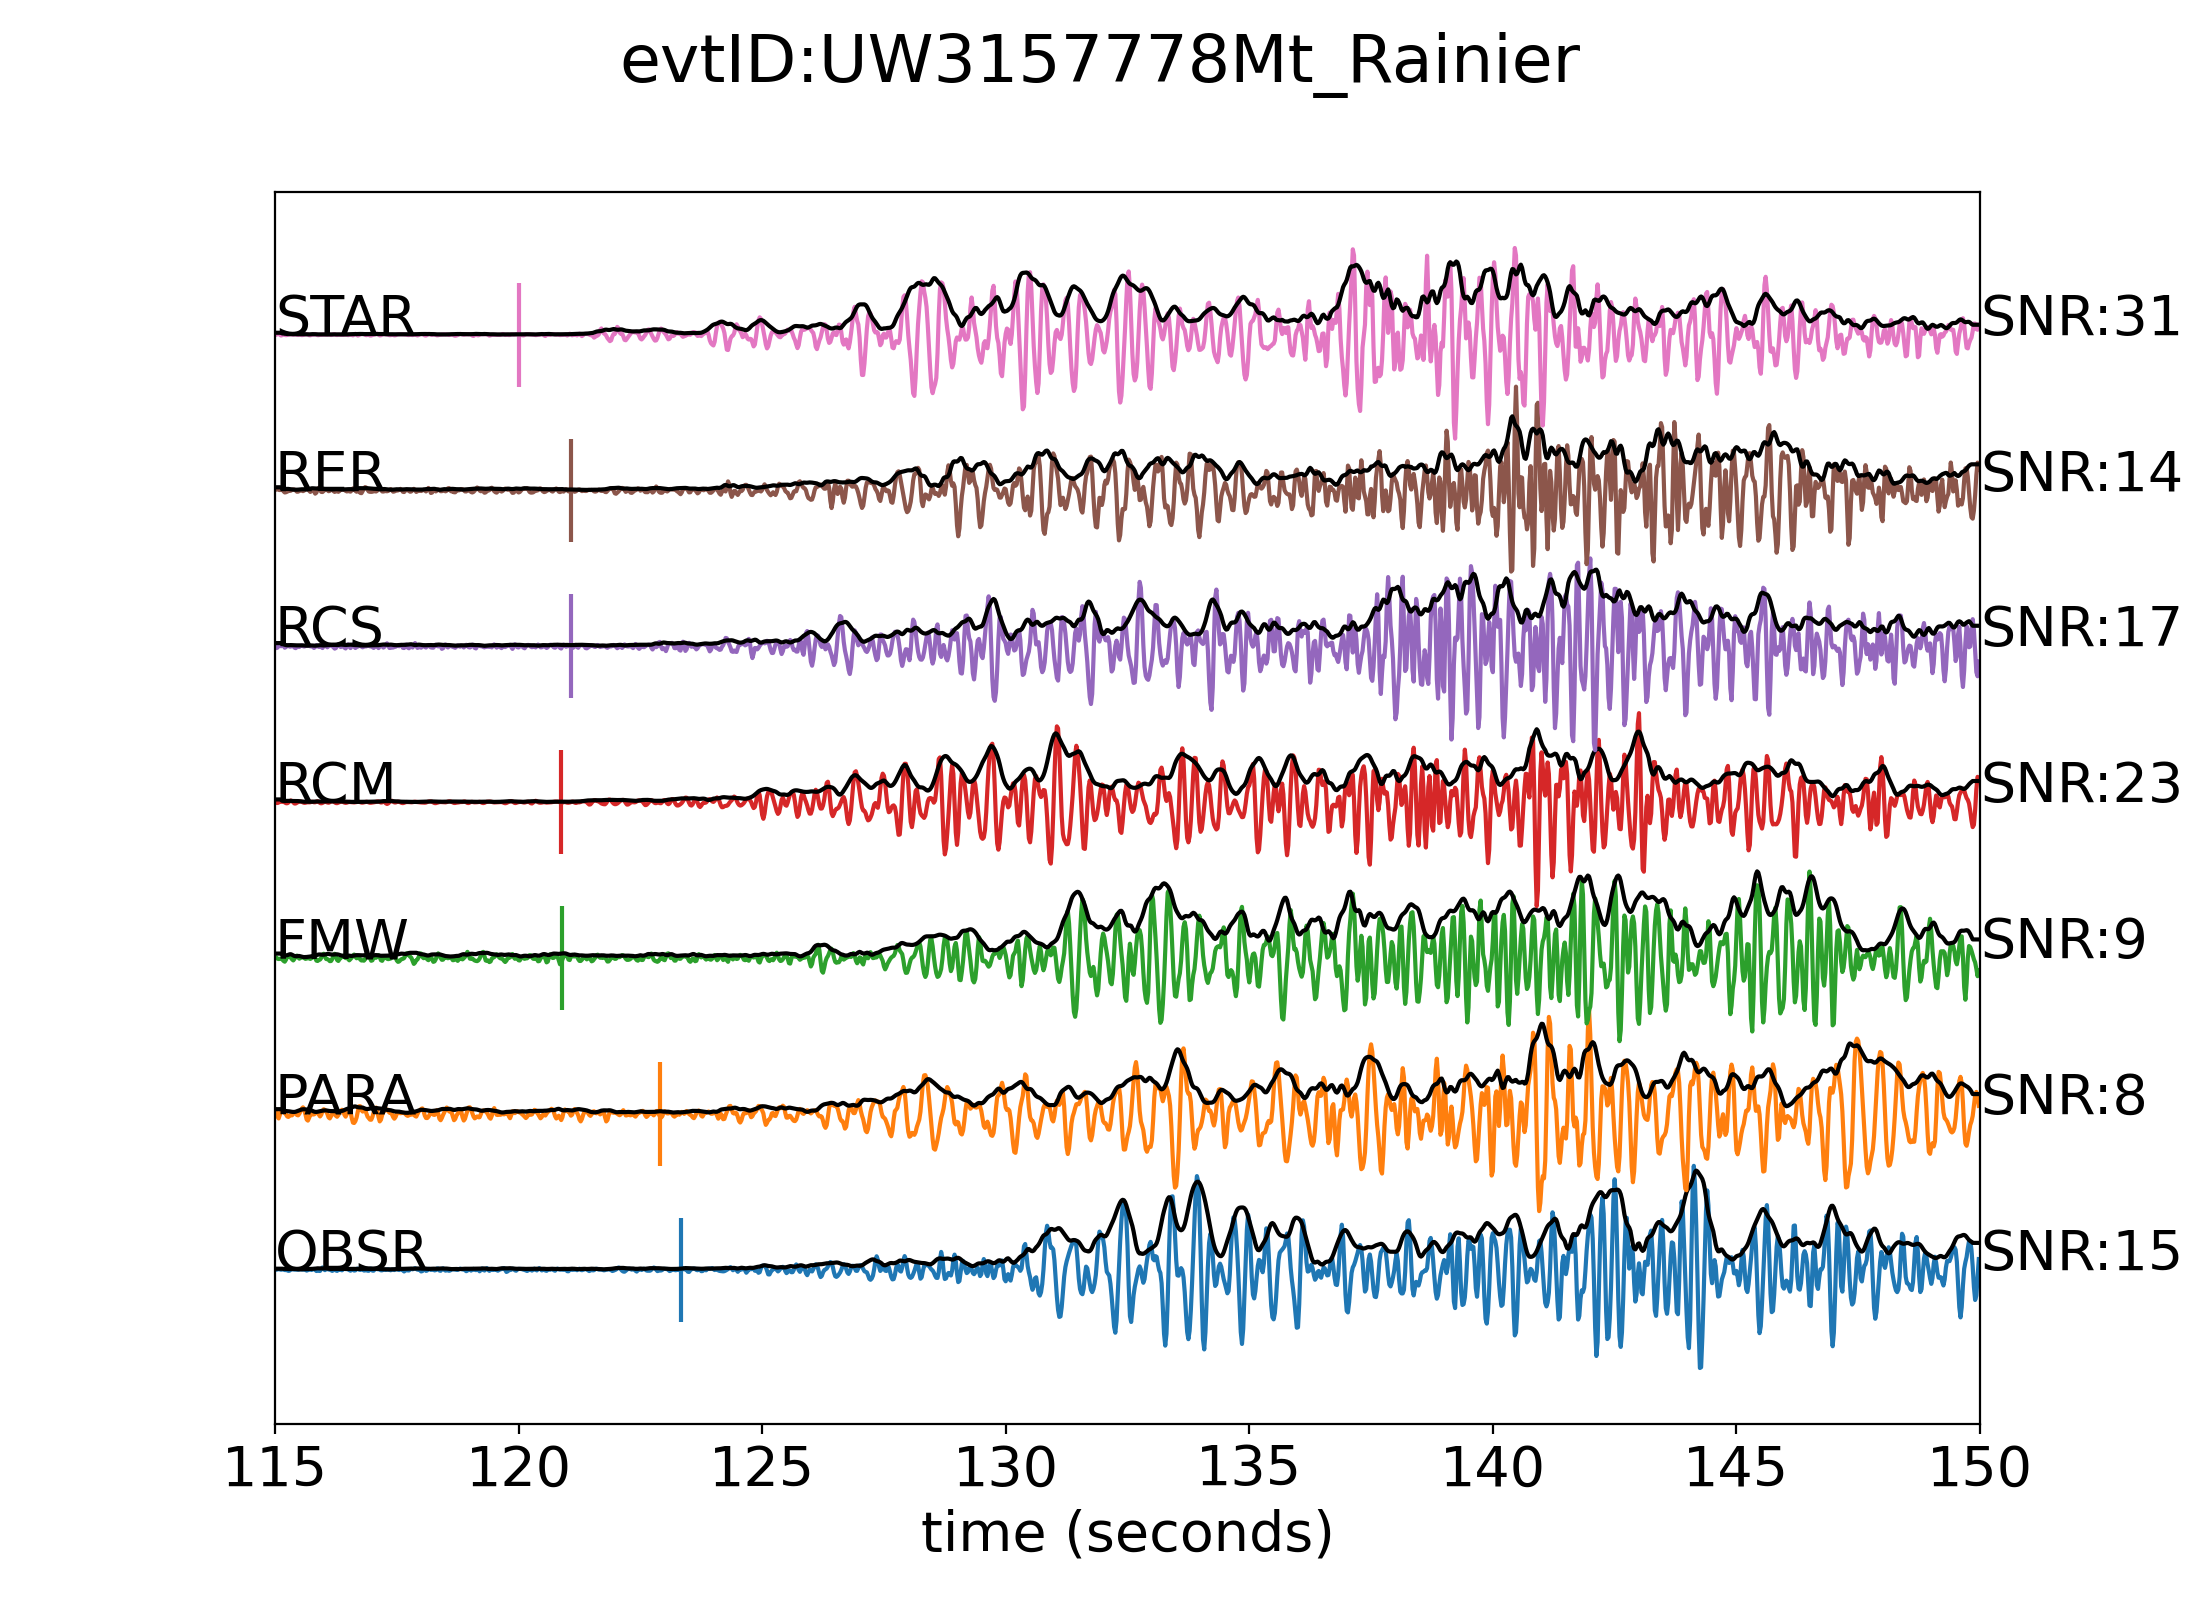 evtID:UW3157778Mt_Rainier
STAR SNR:31
RER SNR:14
RCS SNR:17
RCM SNR:23
FMW SNR:9
PARA SNR:8
OBSR SNR:15
115 120 125 130 135 140 145 150
time (seconds)